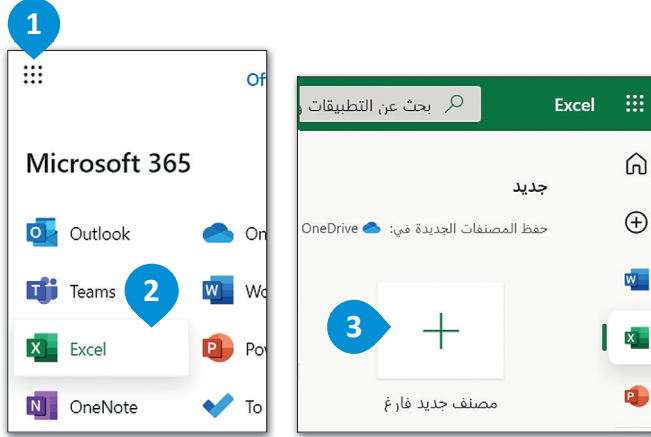 1
Of
Microsoft 365
Outlook
On
Teams
2
Wo
Excel
Po
OneNote
To
Excel
بحث عن التطبيقات و
جديد
حفظ المصنفات الجديدة في: OneDrive
3
مصنف جديد فارغ